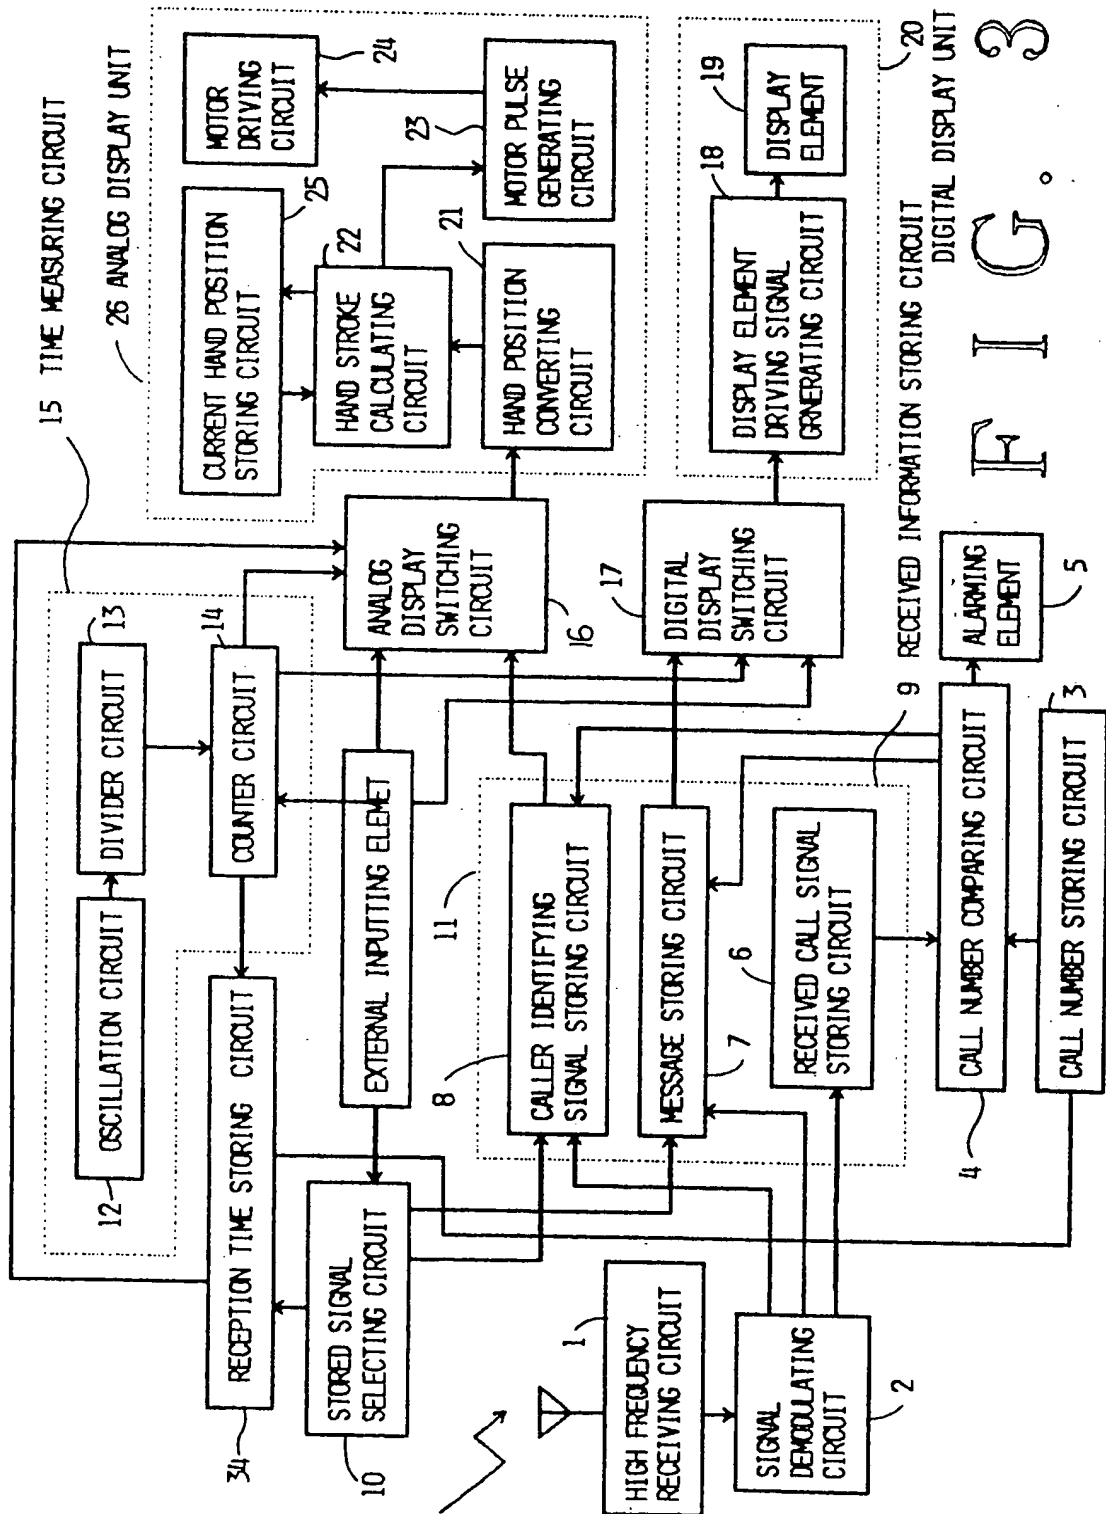 15 TIME MEASURING CIRCUIT
26 ANALOG DISPLAY UNIT
12
OSCILLATION CIRCUIT
13
DIVIDER CIRCUIT
14
COUNTER CIRCUIT
34
RECEPTION TIME STORING CIRCUIT
10
STORED SIGNAL
SELECTING CIRCUIT
EXTERNAL INPUTTING ELEMET
11
16
ANALOG
DISPLAY
SWITCHING
CIRCUIT
25
CURRENT HAND POSITION
STORING CIRCUIT
24
MOTOR
DRIVING
CIRCUIT
22
HAND STROKE
CALCULATING
CIRCUIT
23
MOTOR PULSE
GENERATING
CIRCUIT
21
HAND POSITION
CONVERTING
CIRCUIT
8
CALLER IDENTIFYING
SIGNAL STORING CIRCUIT
7
MESSAGE STORING CIRCUIT
6
RECEIVED CALL SIGNAL
STORING CIRCUIT
17
DIGITAL
DISPLAY
SWITCHING
CIRCUIT
18
DISPLAY ELEMENT
DRIVING SIGNAL
GRNERATING CIRCUIT
19
DISPLAY
ELEMENT
20
DIGITAL DISPLAY UNIT
9 RECEIVED INFORMATION STORING CIRCUIT
1
HIGH FREQUENCY
RECEIVING CIRCUIT
2
SIGNAL
DEMODULATING
CIRCUIT
4
CALL NUMBER COMPARING CIRCUIT
5
ALARMING
ELEMENT
3
CALL NUMBER STORING CIRCUIT
FIG. 3